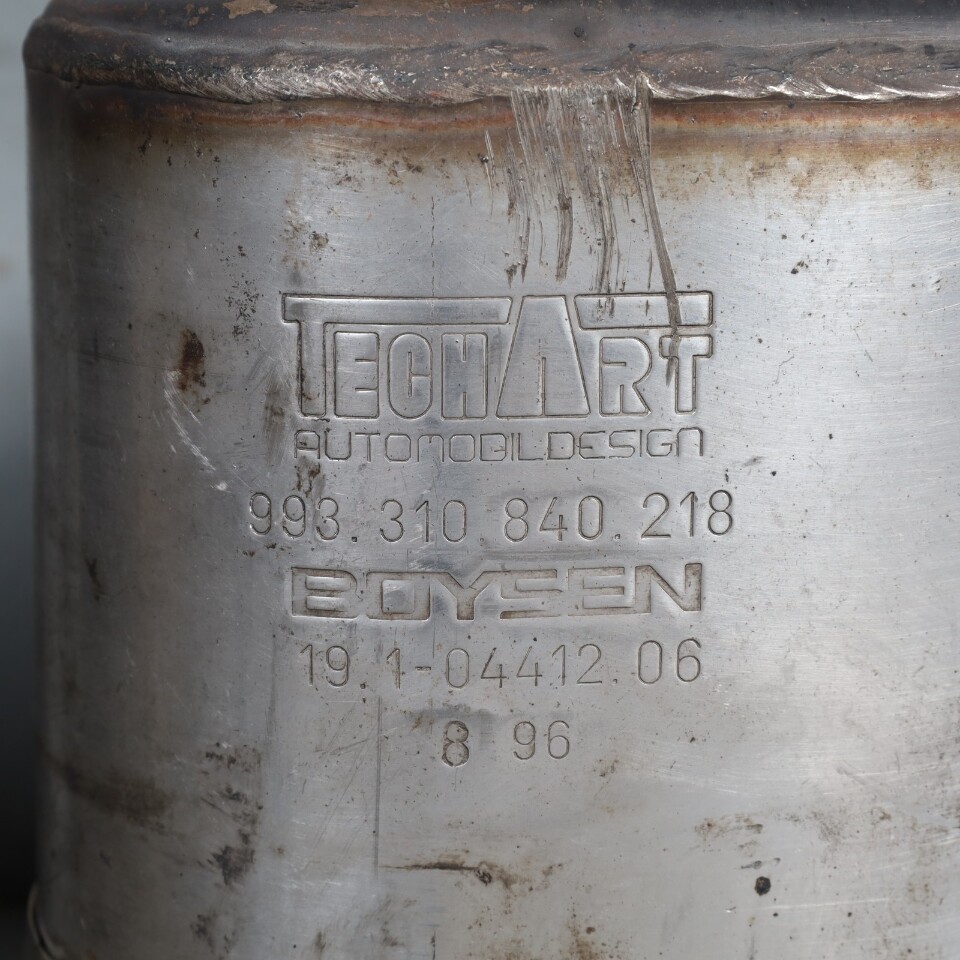 TECHART
AUTOMOBILDESIGN
993.310.840.218
BOYSEN
19.1-04412.06
8 96